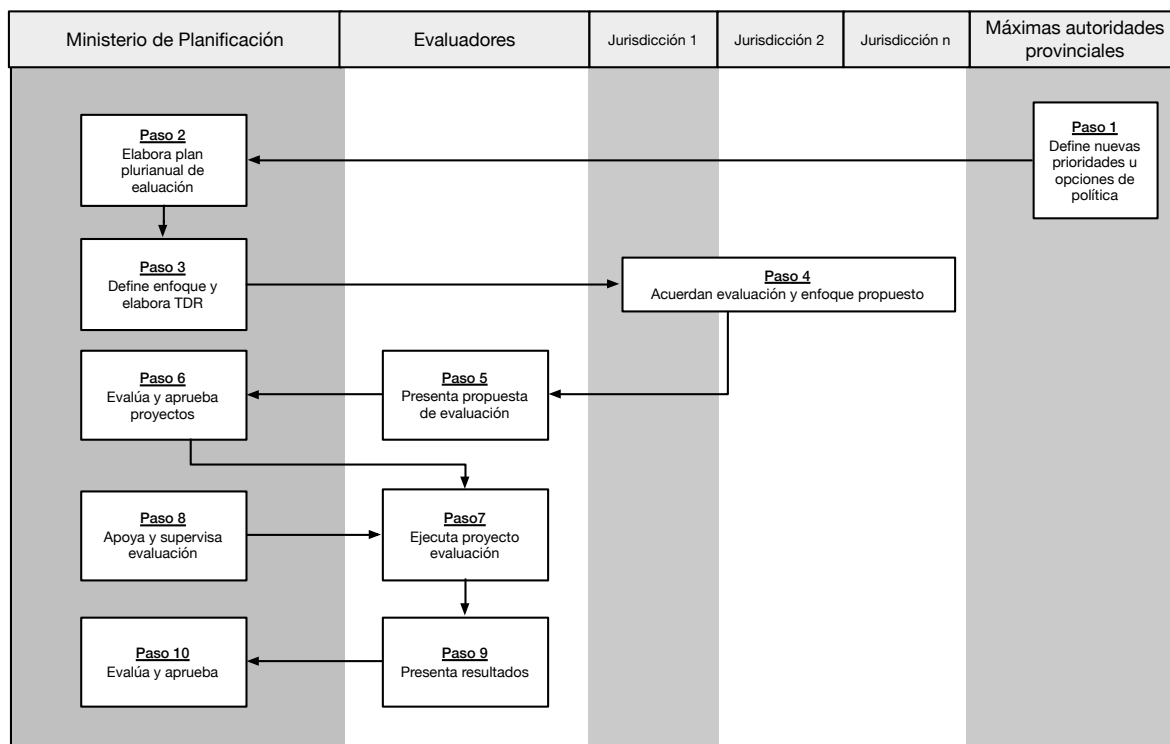 Ministerio de Planificación
Evaluadores
Jurisdicción 1
Jurisdicción 2
Jurisdicción n
Máximas autoridades
provinciales
Paso 1
Define nuevas
prioridades u
opciones de
política
Paso 2
Elabora plan
plurianual de
ealuación
Paso 3
Define enfoque y
elabora TDR
Paso 4
Acuerdan evaluación y enfoque propuesto
Paso 6
Evalúa y aprueba
proyectos
Paso 5
Presenta propuesta
de evaluación
Paso 8
Apoya y supervisa
evaluación
Paso7
Ejecuta proyecto
evaluación
Paso 10
Evalúa y aprueba
Paso 9
Presenta resultados